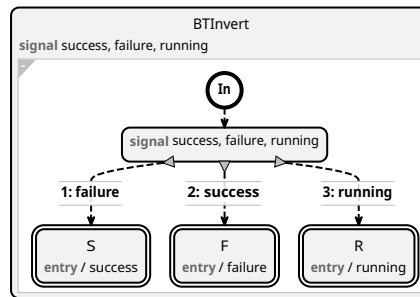 BTInvert
signal success, failure, running
-
In
signal success, failure, running
1: failure
2: success
3: running
S
entry / success
F
entry / failure
R
entry / running